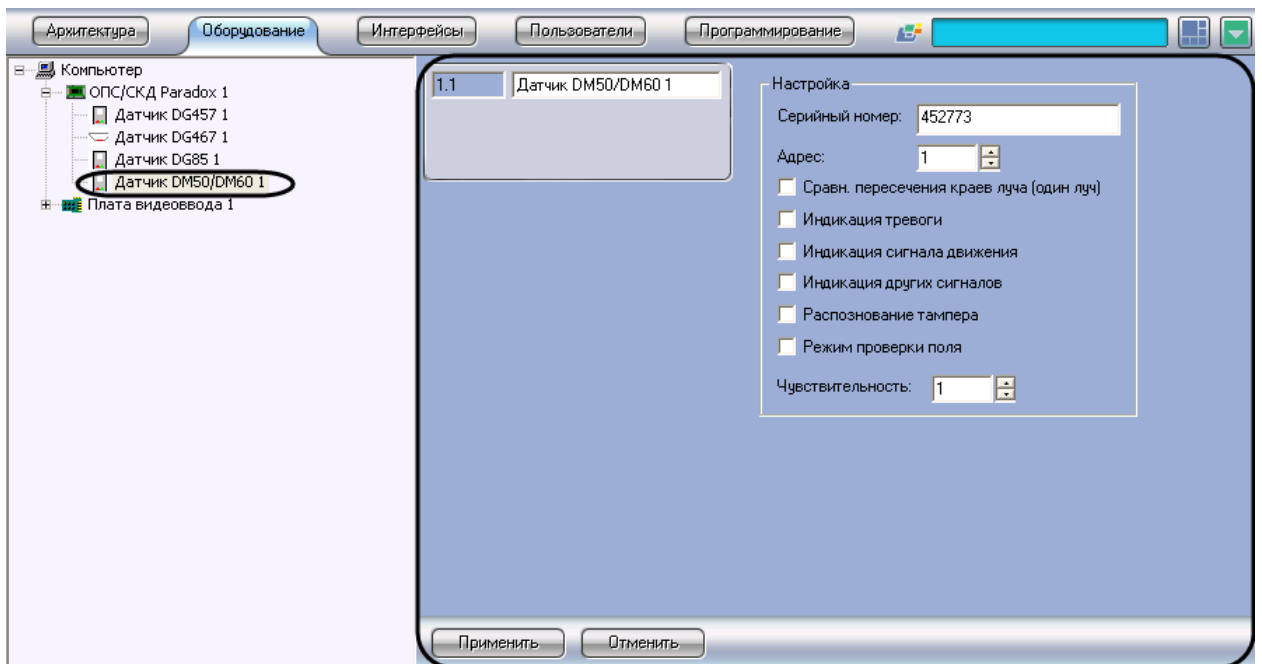 Архитектура Оборудование Интерфейсы Пользователи Программирование
Компьютер
ОПС/СКД Paradox 1
Датчик DG457 1
Датчик DG467 1
Датчик DG85 1
Датчик DM50/DM60 1
Плата видеоввода 1
1.1 Датчик DM50/DM60 1
Настройка
Серийный номер: 452773
Адрес: 1
Сравн. пересечения краев луча (один луч)
Индикация тревоги
Индикация сигнала движения
Индикация других сигналов
Распознование тампера
Режим проверки поля
Чувствительность: 1
Применить Отменить